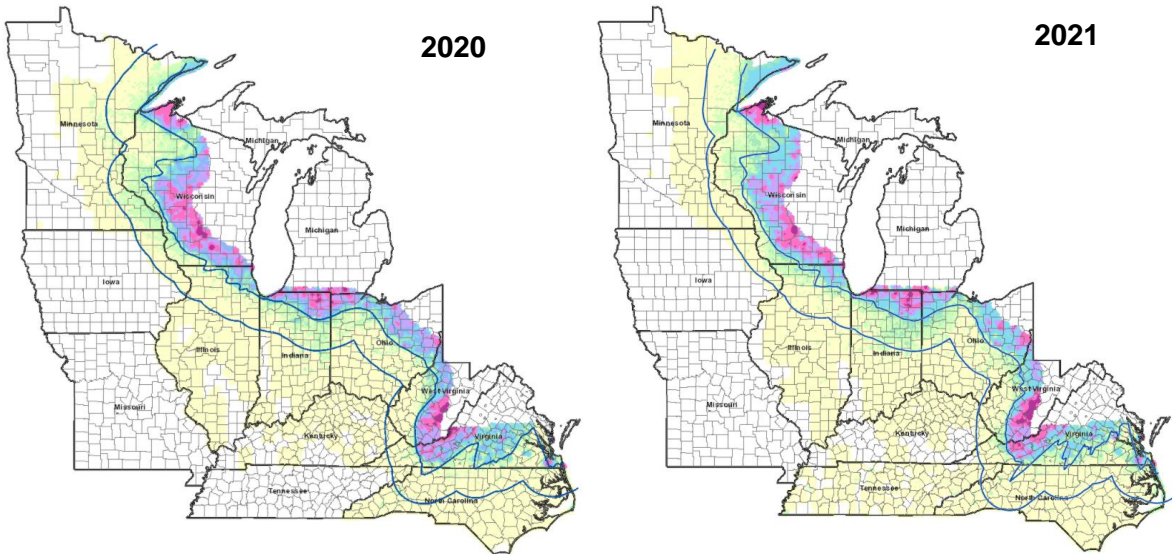 2020
Minnesota
Michigan
Wisconsin
Michigan
Iowa
Illinois
Indiana
Ohio
West Virginia
Missouri
Kentucky
Virginia
Tennessee
North Carolina
2021
Minnesota
Michigan
Wisconsin
Michigan
Iowa
Illinois
Indiana
Ohio
West Virginia
Missouri
Kentucky
Virginia
Tennessee
North Carolina